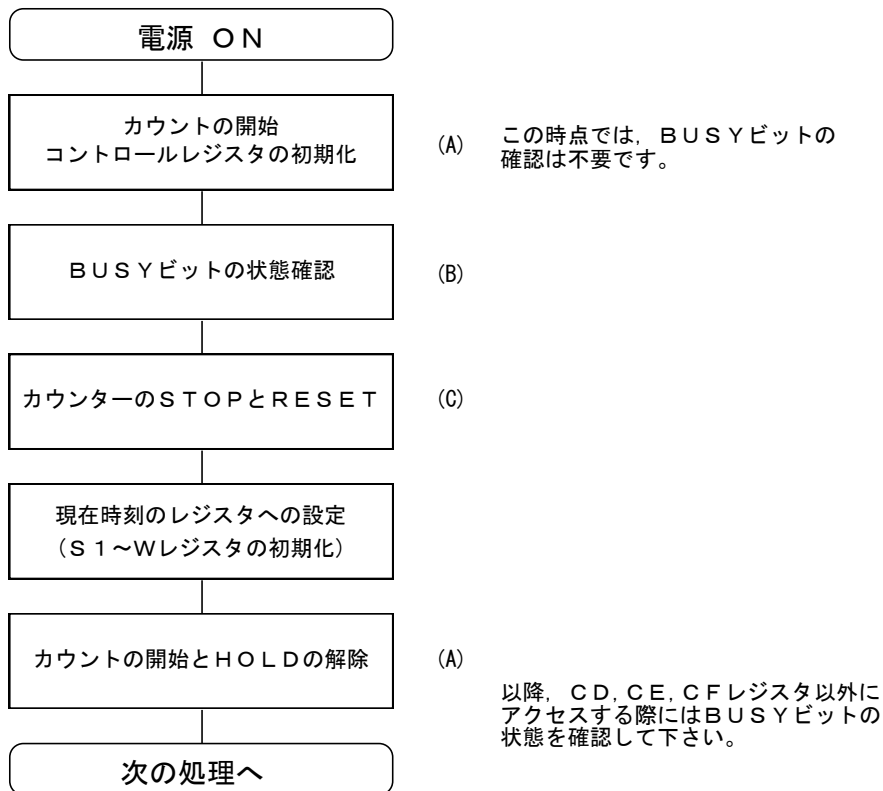 電源 ON
カウントの開始
コントロールレジスタの初期化
(A)
この時点では，ＢＵＳＹビットの
確認は不要です。
ＢＵＳＹビットの状態確認
(B)
カウンターのＳＴＯＰとＲＥＳＥＴ
(C)
現在時刻のレジスタへの設定
（Ｓ１～Ｗレジスタの初期化）
カウントの開始とＨＯＬＤの解除
(A)
以降，ＣＤ,ＣＥ,ＣＦレジスタ以外に
アクセスする際にはＢＵＳＹビットの
状態を確認して下さい。
次の処理へ